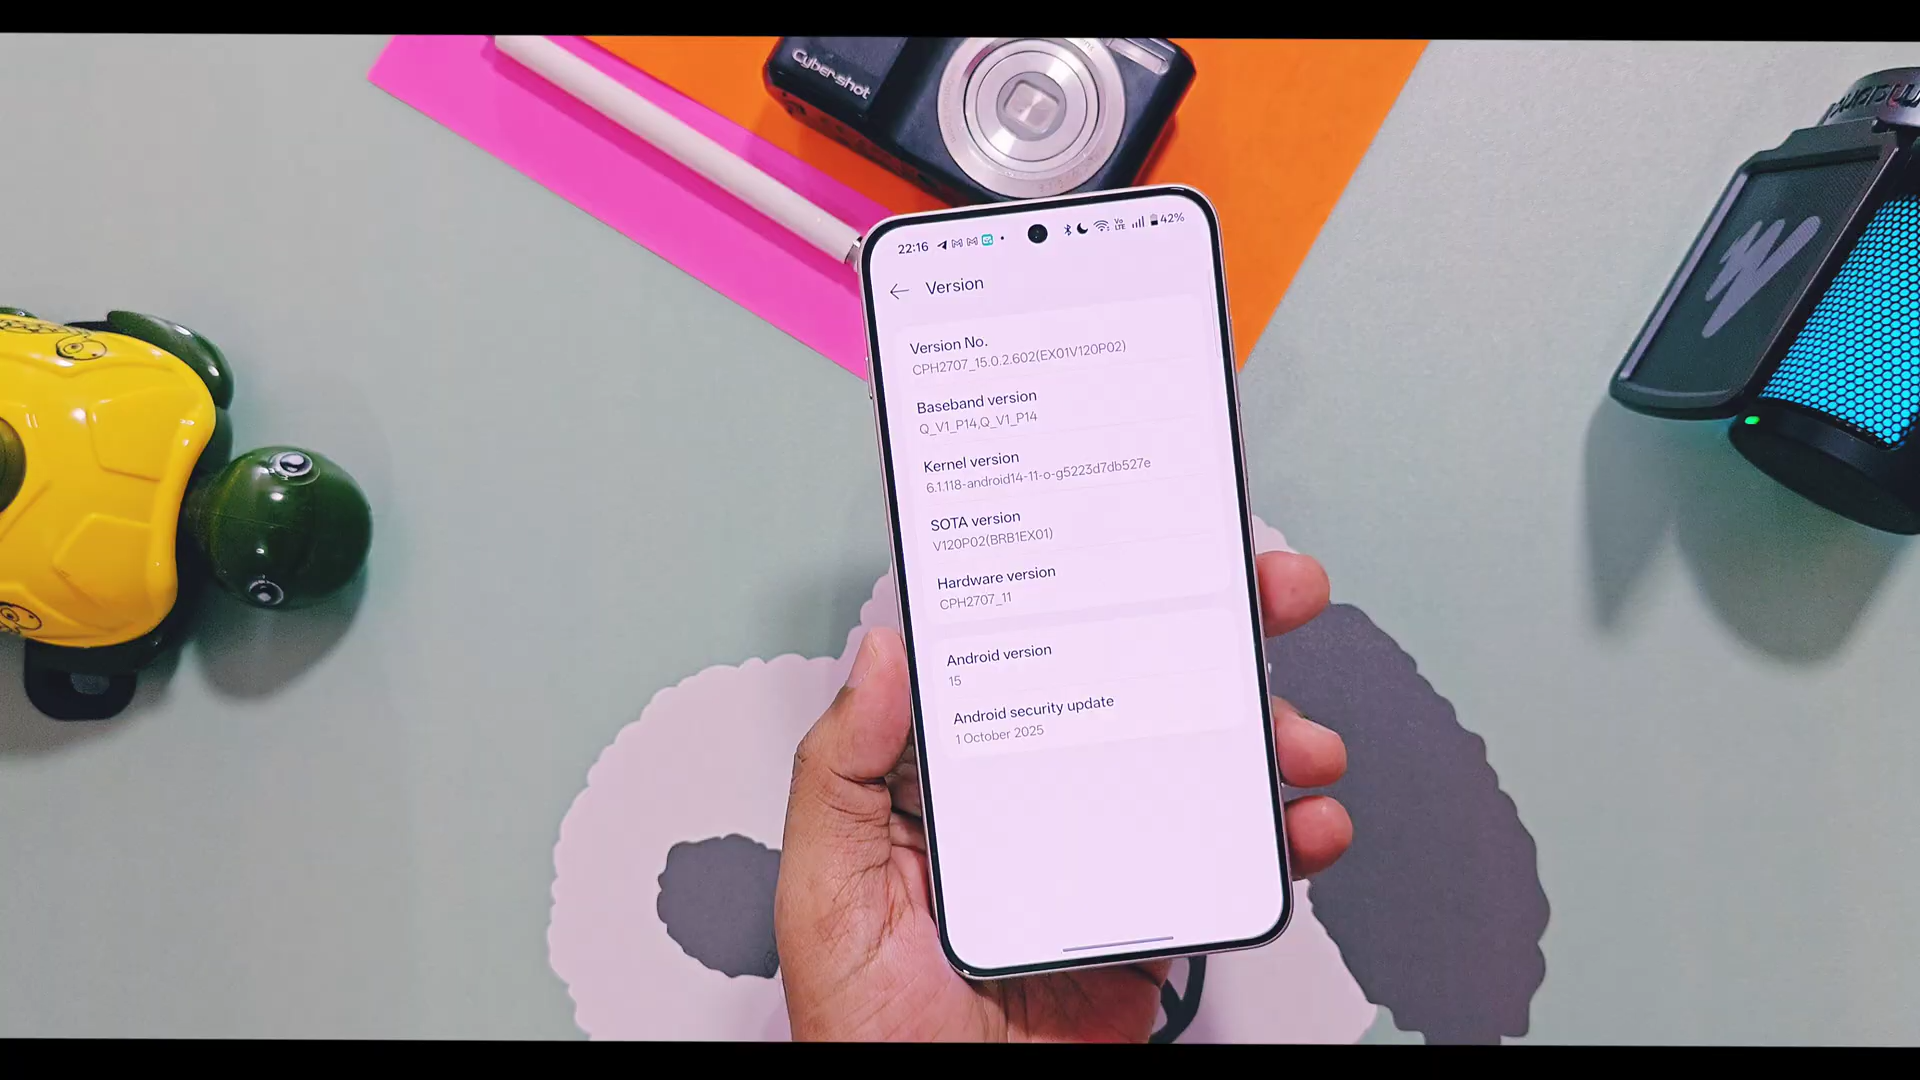 Cyber-shot
22:16
Vo
LTE
42%
Version
Version No.
CPH2707_15.0.2.602(EX01V120P02)
Baseband version
Q_V1_P14,Q_V1_P14
Kernel version
6.1.118-android14-11-o-g5223d7db527e
SOTA version
V120P02(BRB1EX01)
Hardware version
CPH2707_11
Android version
15
Android security update
1 October 2025